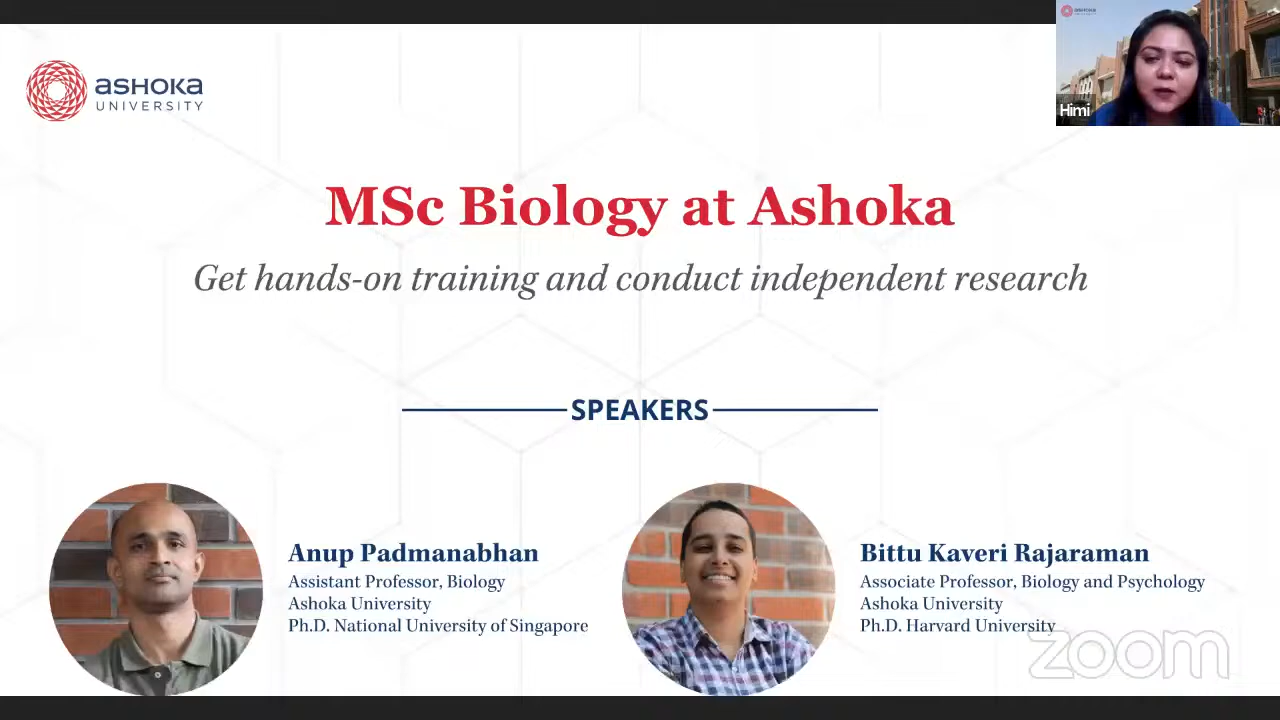 ASHOKA
UNIVERSITY
Himi
MSc Biology at Ashoka
Get hands-on training and conduct independent research
SPEAKERS
Anup Padmanabhan
Assistant Professor, Biology
Ashoka University
Ph.D. National University of Singapore
Bittu Kaveri Rajaraman
Associate Professor, Biology and Psychology
Ashoka University
Ph.D. Harvard University
zoom